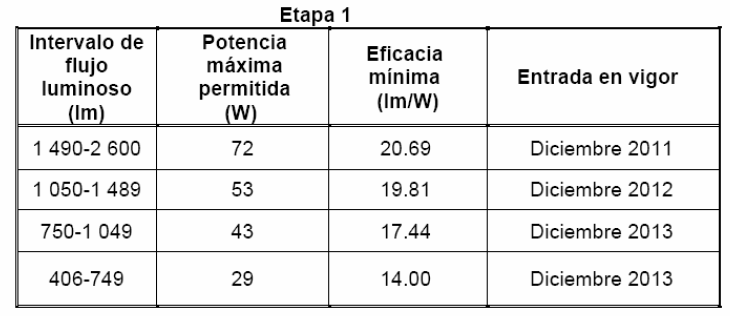 Etapa 1
Intervalo de flujo luminoso (lm) Potencia máxima permitida (W) Eficacia mínima (lm/W) Entrada en vigor
1 490-2 600 72 20.69 Diciembre 2011
1 050-1 489 53 19.81 Diciembre 2012
750-1 049 43 17.44 Diciembre 2013
406-749 29 14.00 Diciembre 2013